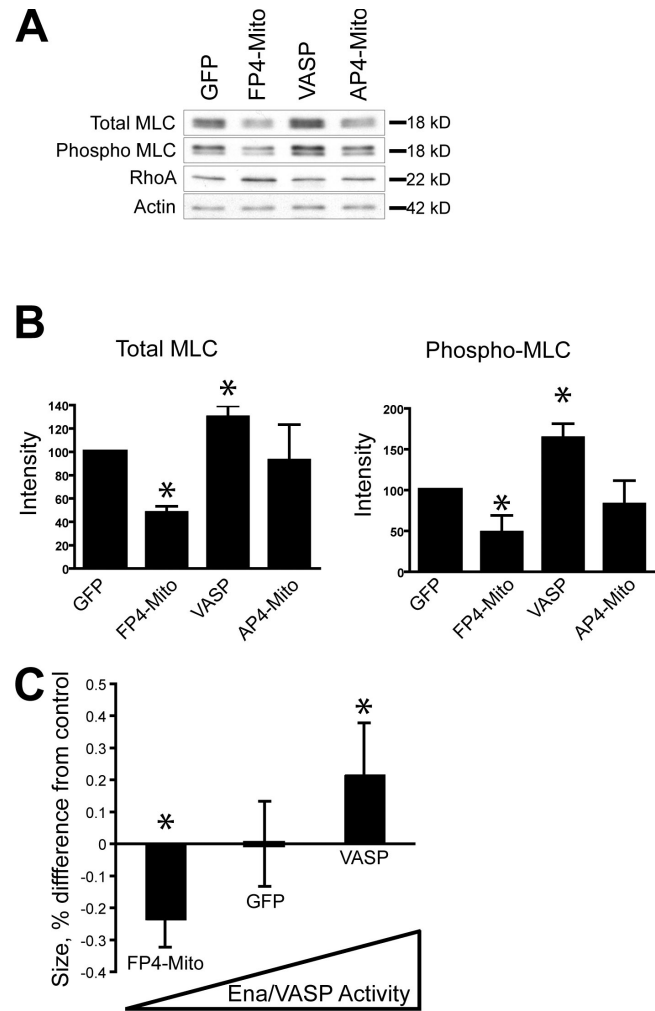 A
GFP
FP4-Mito
VASP
AP4-Mito
Total MLC
18 kD
Phospho MLC
18 kD
RhoA
22 kD
Actin
42 kD
B
Total MLC
Phospho-MLC
*
*
*
*
Intensity
140
120
100
80
60
40
20
0
GFP
FP4-Mito
VASP
AP4-Mito
Intensity
200
150
100
50
0
GFP
FP4-Mito
VASP
AP4-Mito
C
Size, % diffference from control
0.5
0.4
0.3
0.2
0.1
0
-0.1
-0.2
-0.3
-0.4
*
*
VASP
GFP
FP4-Mito
Ena/VASP Activity